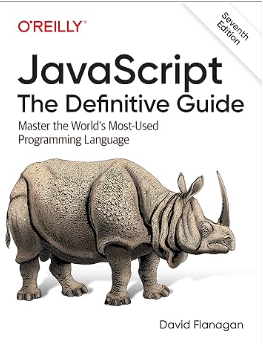 O'REILLY®
Seventh
Edition
JavaScript
The Definitive Guide
Master the World's Most-Used
Programming Language
David Flanagan